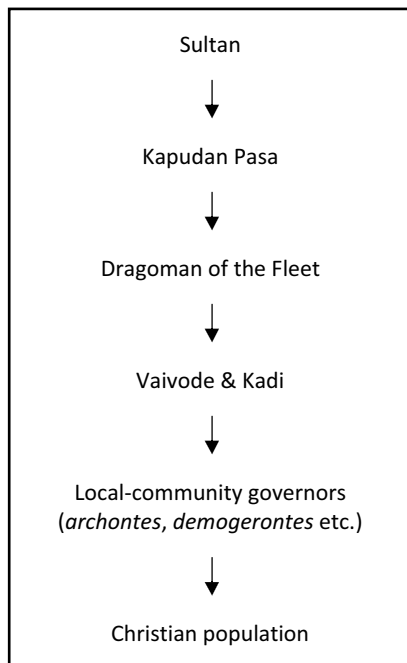 Sultan
Kapudan Pasa
Dragoman of the Fleet
Vaivode & Kadi
Local-community governors
(archontes, demogerontes etc.)
Christian population